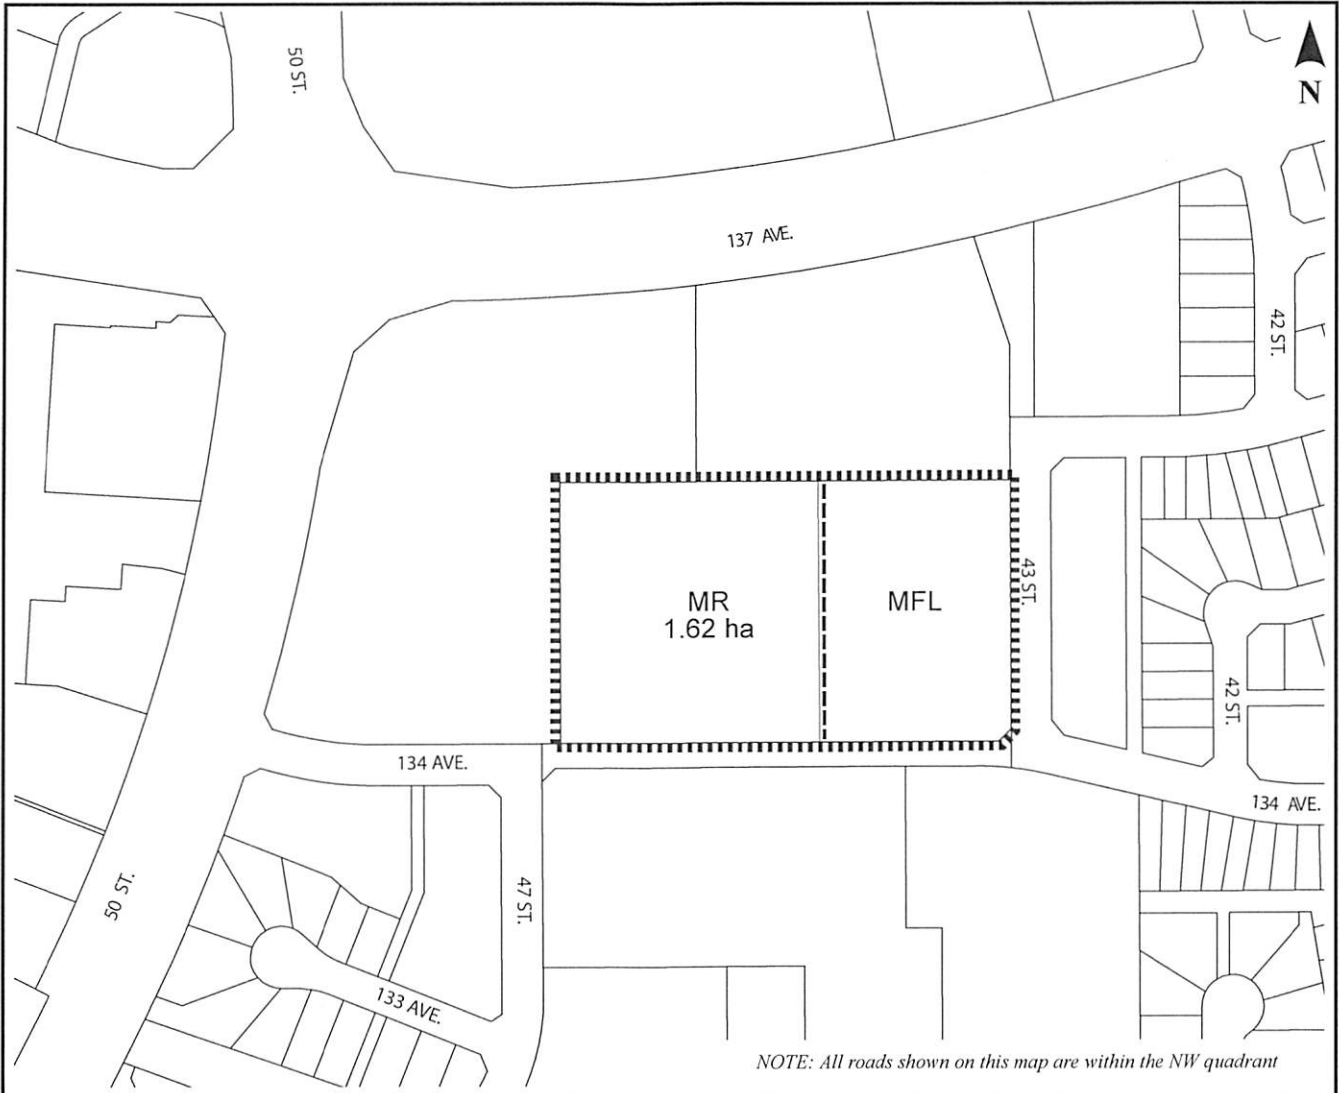 50 ST.
N
137 AVE.
42 ST.
MR
1.62 ha
MFL
43 ST.
42 ST.
134 AVE.
134 AVE.
50 ST.
47 ST.
133 AVE.
NOTE: All roads shown on this map are within the NW quadrant